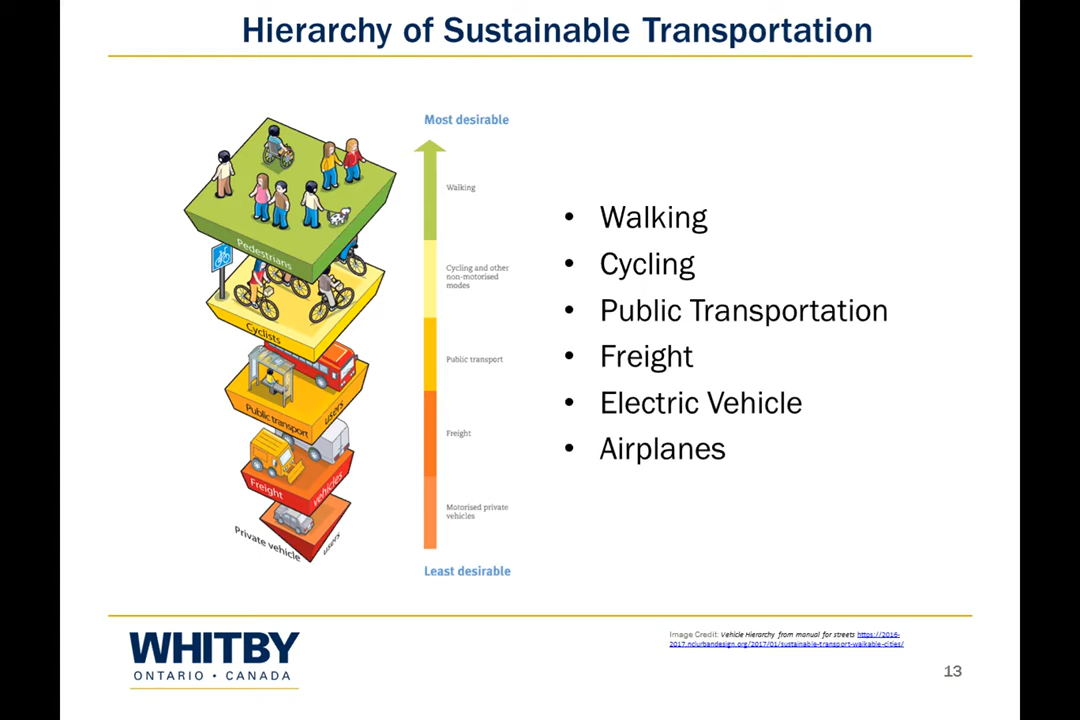 Hierarchy of Sustainable Transportation
Most desirable
Walking
Cycling and other
non-motorised
modes
Public transport
Freight
Motorised private
vehicles
Least desirable
Pedestrians
Cyclists
Public transport
users
Freight
vehicles
Private vehicle
users
• Walking
• Cycling
• Public Transportation
• Freight
• Electric Vehicle
• Airplanes
WHITBY
ONTARIO • CANADA
Image Credit: Vehicle Hierarchy from manual for streets https://2016-
2017.nclurbandesign.org/2017/01/sustainable-transport-walkable-cities/
13